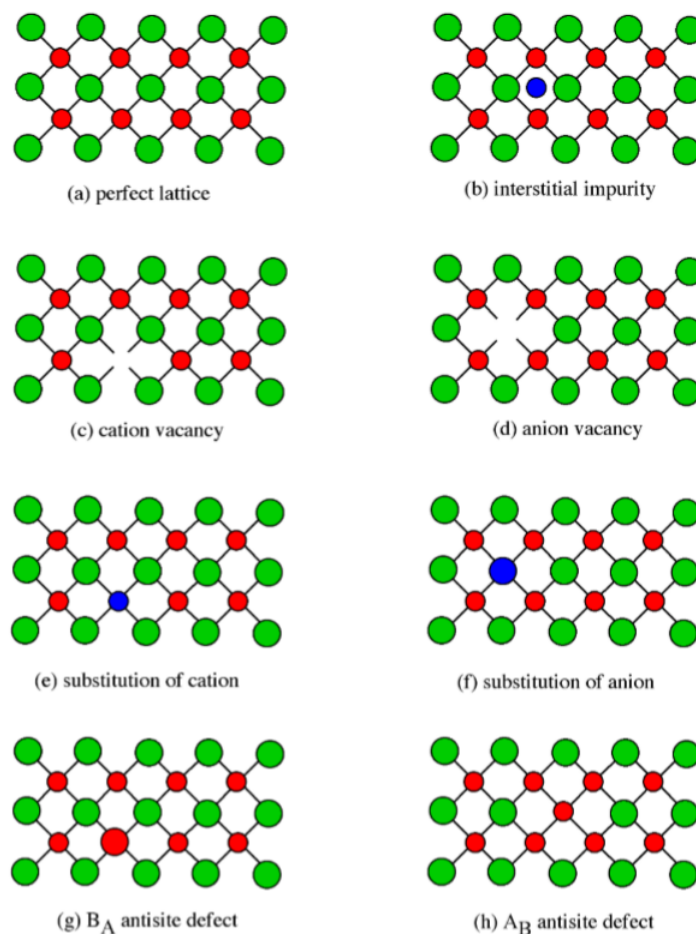 (a) perfect lattice
(b) interstitial impurity
(c) cation vacancy
(d) anion vacancy
(e) substitution of cation
(f) substitution of anion
(g) B_A antisite defect
(h) A_B antisite defect